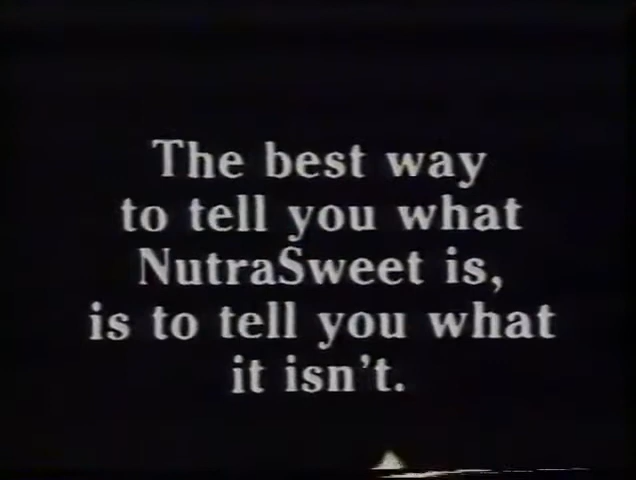 The best way
to tell you what
NutraSweet is,
is to tell you what
it isn't.